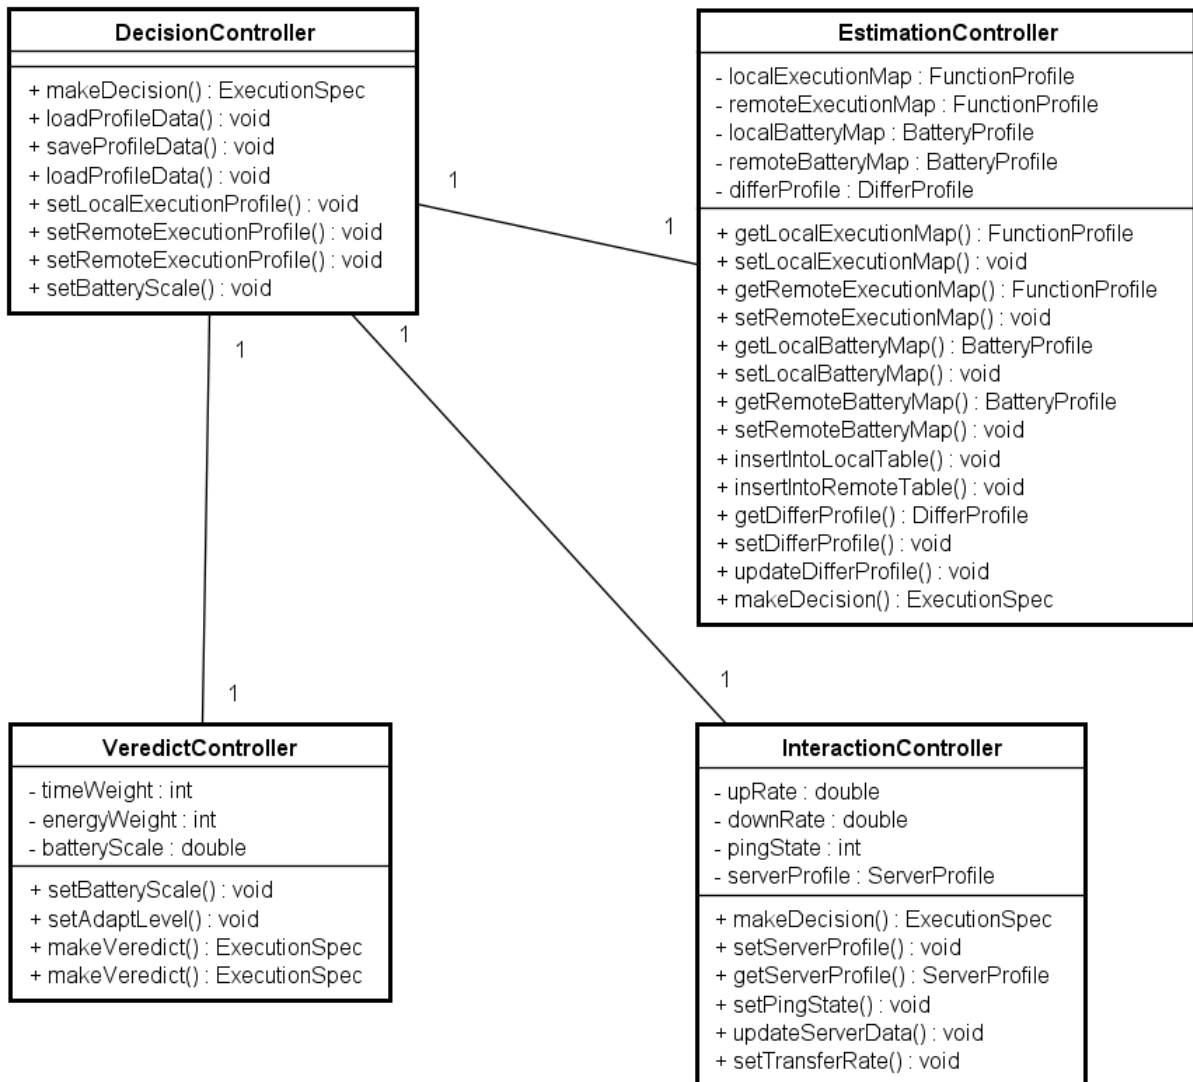 DecisionController
+ makeDecision() : ExecutionSpec
+ loadProfileData() : void
+ saveProfileData() : void
+ loadProfileData() : void
+ setLocalExecutionProfile() : void
+ setRemoteExecutionProfile() : void
+ setRemoteExecutionProfile() : void
+ setBatteryScale() : void
EstimationController
- localExecutionMap : FunctionProfile
- remoteExecutionMap : FunctionProfile
- localBatteryMap : BatteryProfile
- remoteBatteryMap : BatteryProfile
- differProfile : DifferProfile
+ getLocalExecutionMap() : FunctionProfile
+ setLocalExecutionMap() : void
+ getRemoteExecutionMap() : FunctionProfile
+ setRemoteExecutionMap() : void
+ getLocalBatteryMap() : BatteryProfile
+ setLocalBatteryMap() : void
+ getRemoteBatteryMap() : BatteryProfile
+ setRemoteBatteryMap() : void
+ insertIntoLocalTable() : void
+ insertIntoRemoteTable() : void
+ getDifferProfile() : DifferProfile
+ setDifferProfile() : void
+ updateDifferProfile() : void
+ makeDecision() : ExecutionSpec
1
1
1
1
1
1
VeredictController
- timeWeight : int
- energyWeight : int
- batteryScale : double
+ setBatteryScale() : void
+ setAdaptLevel() : void
+ makeVeredict() : ExecutionSpec
+ makeVeredict() : ExecutionSpec
InteractionController
- upRate : double
- downRate : double
- pingState : int
- serverProfile : ServerProfile
+ makeDecision() : ExecutionSpec
+ setServerProfile() : void
+ getServerProfile() : ServerProfile
+ setPingState() : void
+ updateServerData() : void
+ setTransferRate() : void